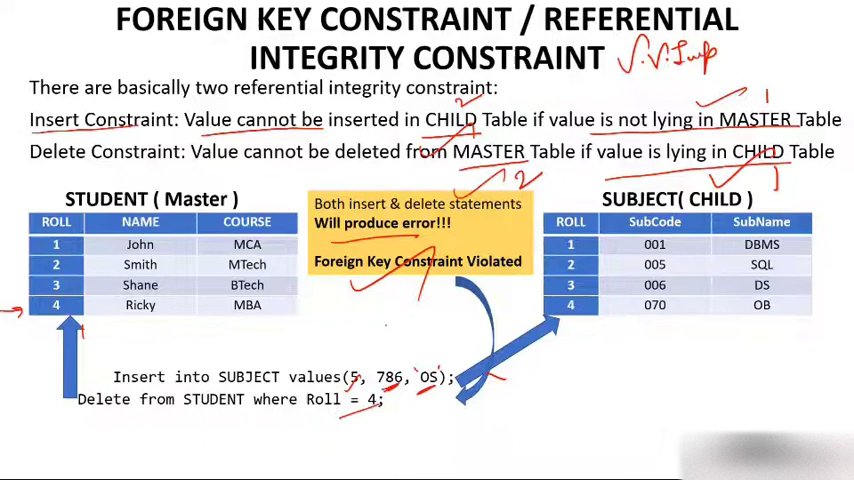 FOREIGN KEY CONSTRAINT / REFERENTIAL
INTEGRITY CONSTRAINT
V.V.Imp
There are basically two referential integrity constraint:
2
1
Insert Constraint: Value cannot be inserted in CHILD Table if value is not lying in MASTER Table
Delete Constraint: Value cannot be deleted from MASTER Table if value is lying in CHILD Table
2
1
STUDENT ( Master )
ROLL NAME COURSE
1 John MCA
2 Smith MTech
3 Shane BTech
4 Ricky MBA
Both insert & delete statements
Will produce error!!!
Foreign Key Constraint Violated
SUBJECT( CHILD )
ROLL SubCode SubName
1 001 DBMS
2 005 SQL
3 006 DS
4 070 OB
Insert into SUBJECT values(5, 786, 'OS');
Delete from STUDENT where Roll = 4;